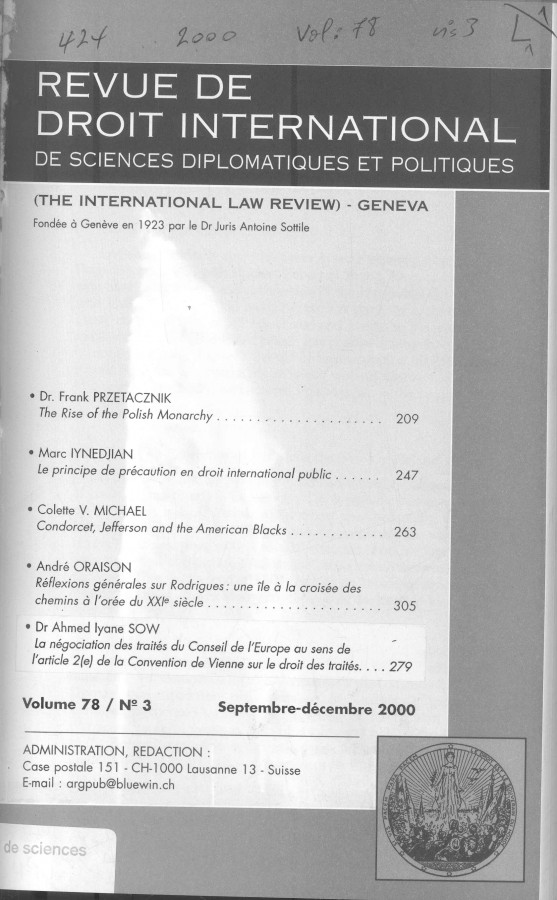 424 2000 Vol: 78 nº 3
REVUE DE
DROIT INTERNATIONAL
DE SCIENCES DIPLOMATIQUES ET POLITIQUES
(THE INTERNATIONAL LAW REVIEW) - GENEVA
Fondée à Genève en 1923 par le Dr Juris Antoine Sottile
• Dr. Frank PRZETACZNIK
The Rise of the Polish Monarchy . . . . . . . . . . . . . . . . . . . . . 209
• Marc IYNEDJIAN
Le principe de précaution en droit international public . . . . . . 247
• Colette V. MICHAEL
Condorcet, Jefferson and the American Blacks . . . . . . . . . . . . 263
• André ORAISON
Réflexions générales sur Rodrigues : une île à la croisée des
chemins à l'orée du XXIe siècle . . . . . . . . . . . . . . . . . . . . . . 305
• Dr Ahmed Iyane SOW
La négociation des traités du Conseil de l'Europe au sens de
l'article 2(e) de la Convention de Vienne sur le droit des traités. . . . 279
Volume 78 / Nº 3 Septembre-décembre 2000
ADMINISTRATION, REDACTION :
Case postale 151 - CH-1000 Lausanne 13 - Suisse
E-mail : argpub@bluewin.ch
de sciences